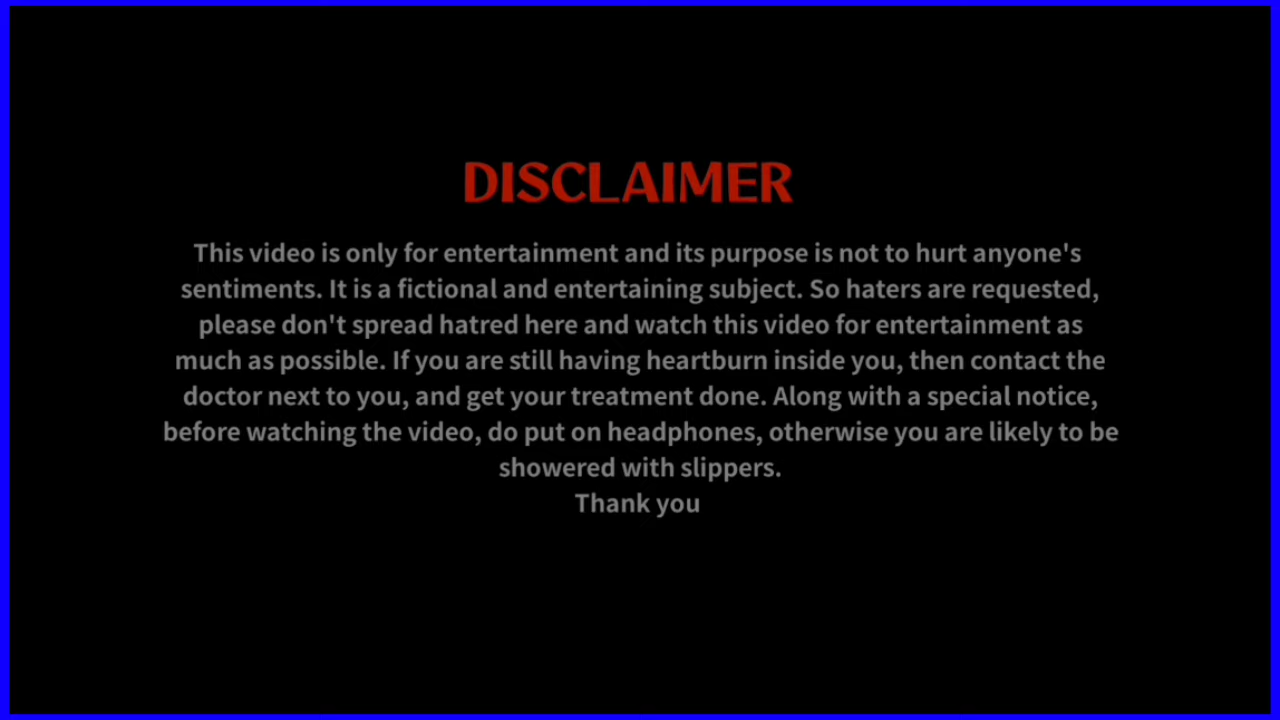 DISCLAIMER
This video is only for entertainment and its purpose is not to hurt anyone's
sentiments. It is a fictional and entertaining subject. So haters are requested,
please don't spread hatred here and watch this video for entertainment as
much as possible. If you are still having heartburn inside you, then contact the
doctor next to you, and get your treatment done. Along with a special notice,
before watching the video, do put on headphones, otherwise you are likely to be
showered with slippers.
Thank you